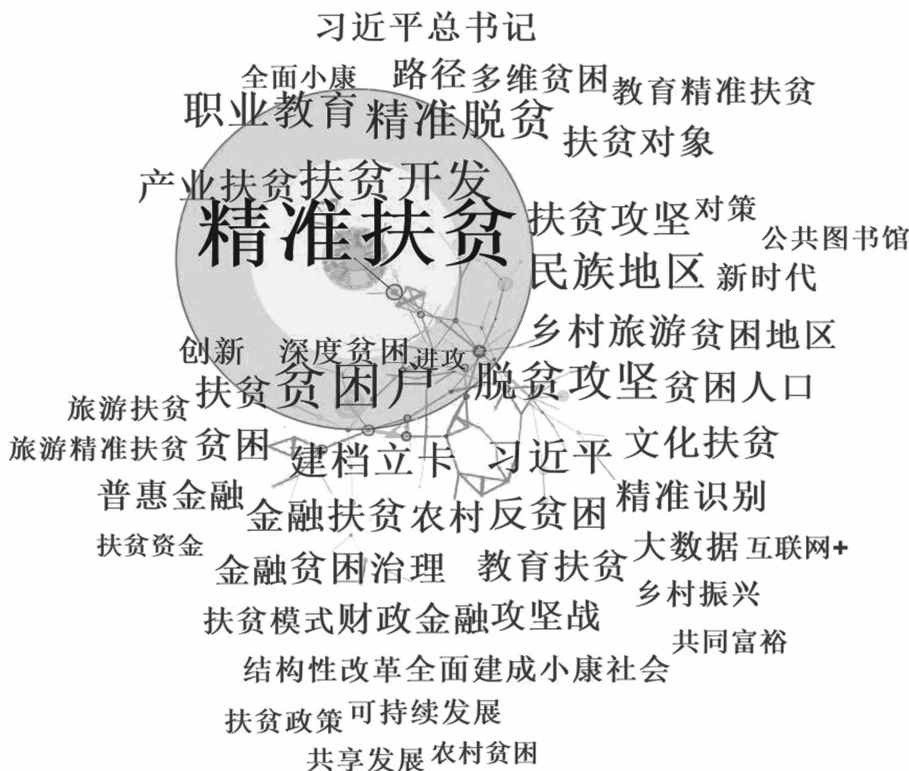 习近平总书记
全面小康 路径 多维贫困 教育精准扶贫
职业教育 精准脱贫 扶贫对象
产业扶贫 扶贫开发
精准扶贫 扶贫攻坚 对策 公共图书馆
民族地区 新时代
乡村旅游 贫困地区
创新 深度贫困 进攻
扶贫 贫困户 脱贫攻坚 贫困人口
旅游扶贫
旅游精准扶贫 贫困 建档立卡 习近平 文化扶贫
普惠金融 金融扶贫 农村 反贫困 精准识别
扶贫资金 金融 贫困治理 教育扶贫 大数据 互联网+
乡村振兴
扶贫模式 财政金融 攻坚战
共同富裕
结构性改革 全面建成小康社会
扶贫政策 可持续发展
共享发展 农村贫困